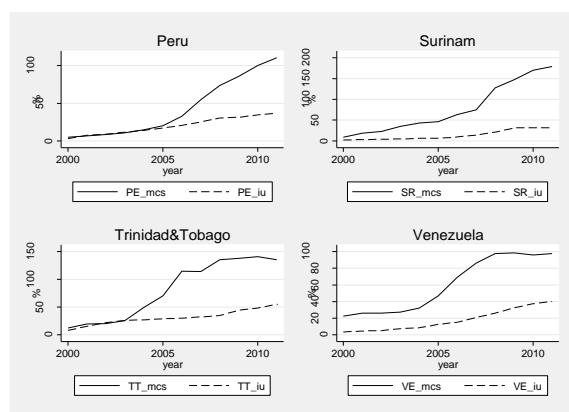 Peru
100
50
%
0
2000 2005 2010
year
PE_mcs PE_iu
Surinam
200
150
100
%
50
0
2000 2005 2010
year
SR_mcs SR_iu
Trinidad&Tobago
150
100
%
50
0
2000 2005 2010
year
TT_mcs TT_iu
Venezuela
100
80
60
%
40
20
0
2000 2005 2010
year
VE_mcs VE_iu